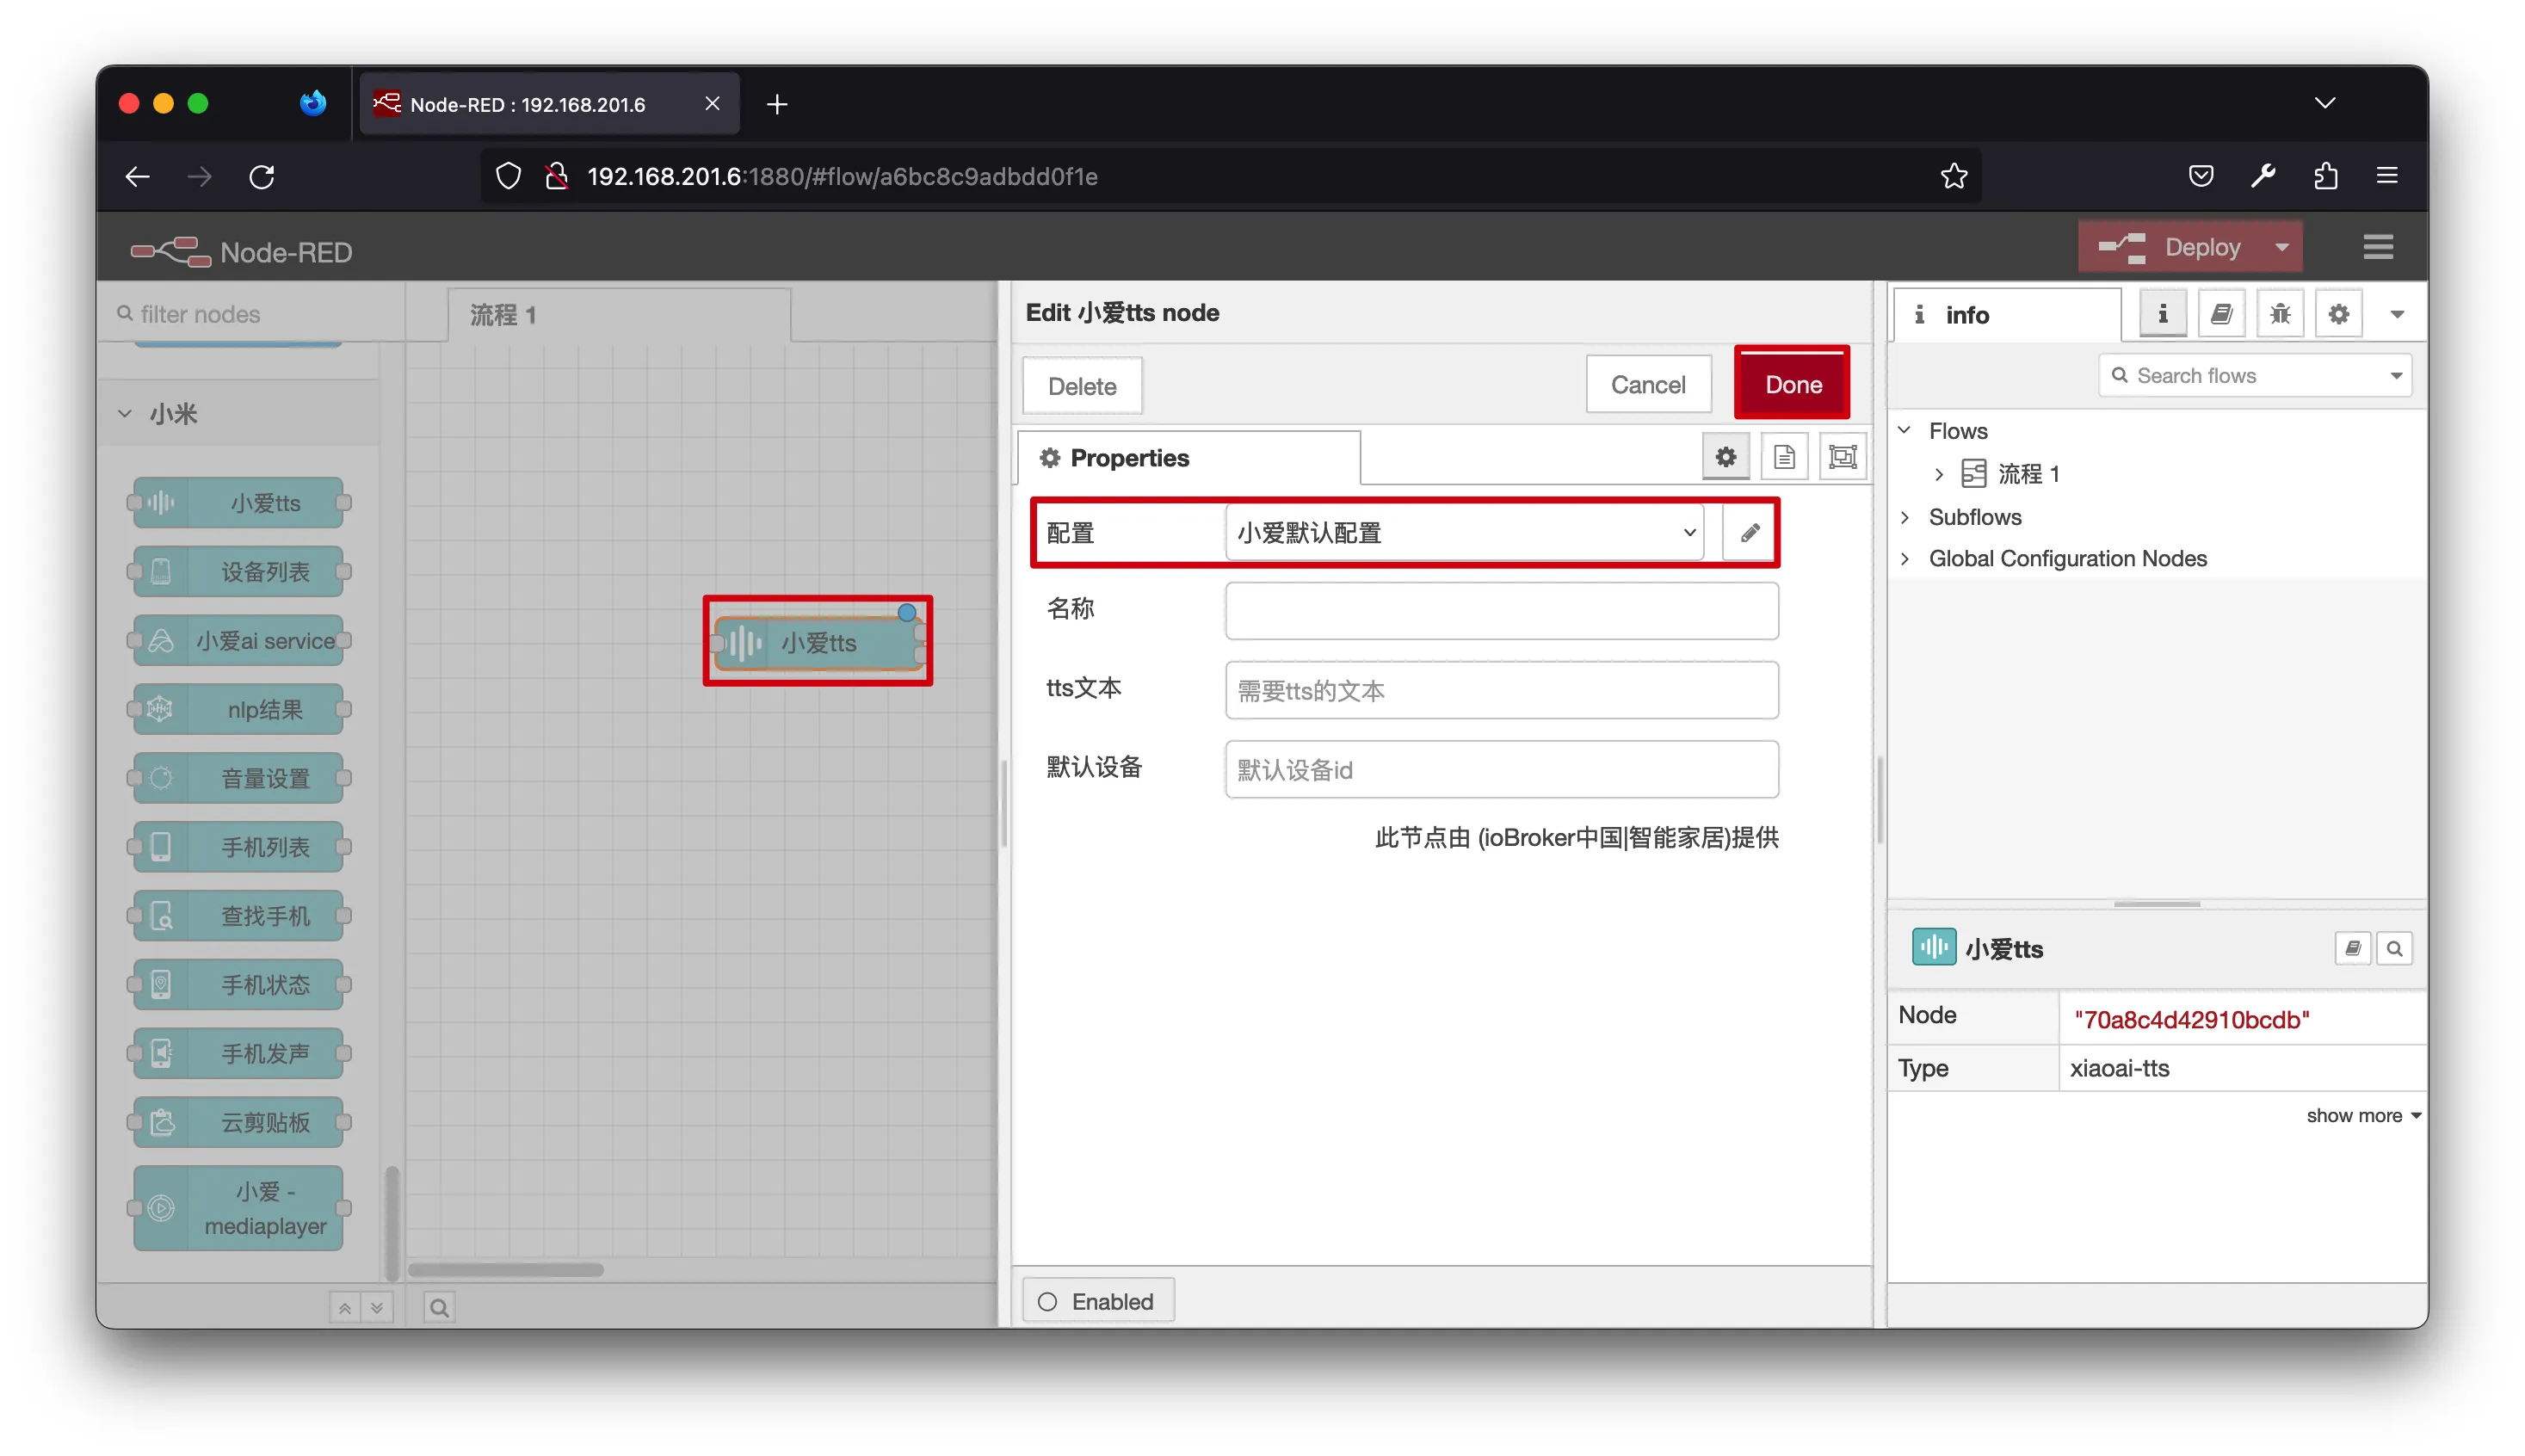 Node-RED : 192.168.201.6
192.168.201.6:1880/#flow/a6bc8c9adbdd0f1e
Node-RED
Deploy
filter nodes
小米
小爱tts
设备列表
小爱ai service
nlp结果
音量设置
手机列表
查找手机
手机状态
手机发声
云剪贴板
小爱 -
mediaplayer
流程 1
小爱tts
Edit 小爱tts node
Delete
Cancel
Done
Properties
配置
小爱默认配置
名称
tts文本
需要tts的文本
默认设备
默认设备id
此节点由 (ioBroker中国|智能家居)提供
Enabled
info
Search flows
Flows
流程 1
Subflows
Global Configuration Nodes
小爱tts
Node
"70a8c4d42910bcdb"
Type
xiaoai-tts
show more